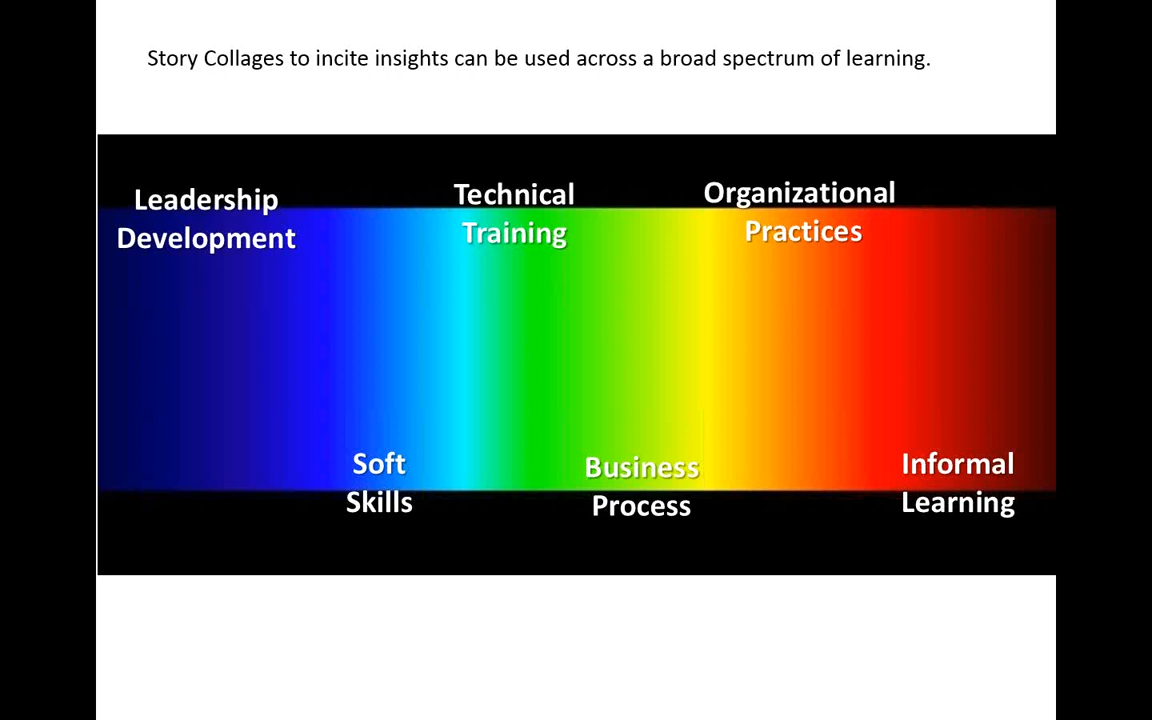 Story Collages to incite insights can be used across a broad spectrum of learning.
Leadership
Development
Technical
Training
Organizational
Practices
Soft
Skills
Business
Process
Informal
Learning